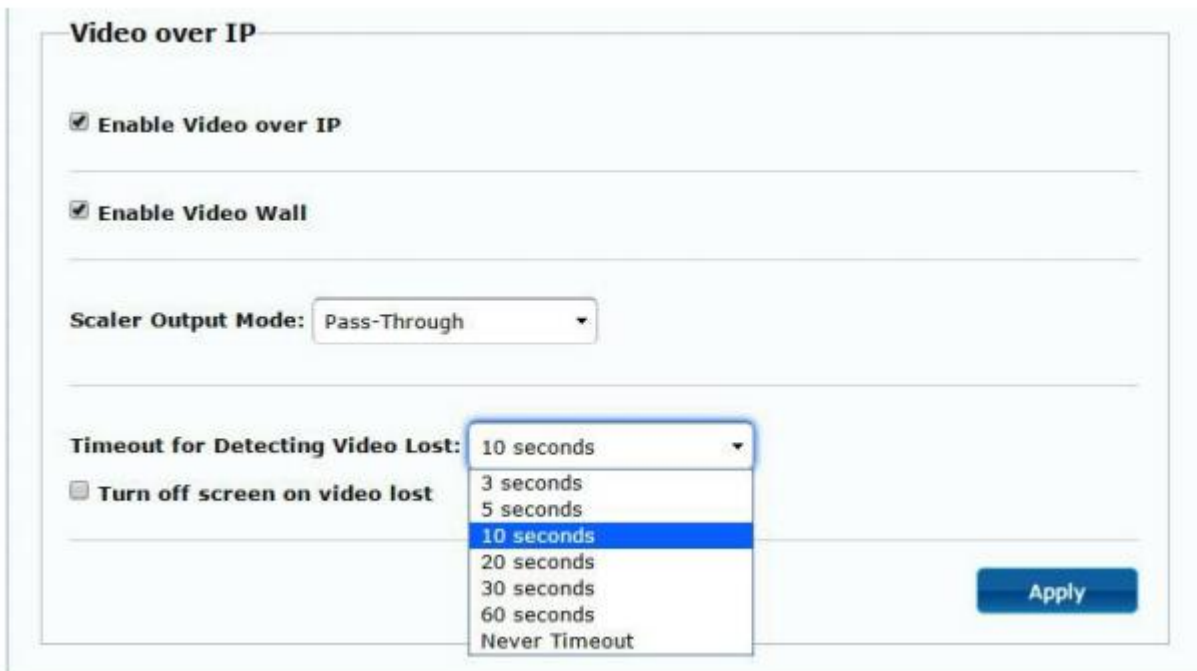 Video over IP
Enable Video over IP
Enable Video Wall
Scaler Output Mode: Pass-Through
Timeout for Detecting Video Lost: 10 seconds
Turn off screen on video lost
3 seconds
5 seconds
10 seconds
20 seconds
30 seconds
60 seconds
Never Timeout
Apply